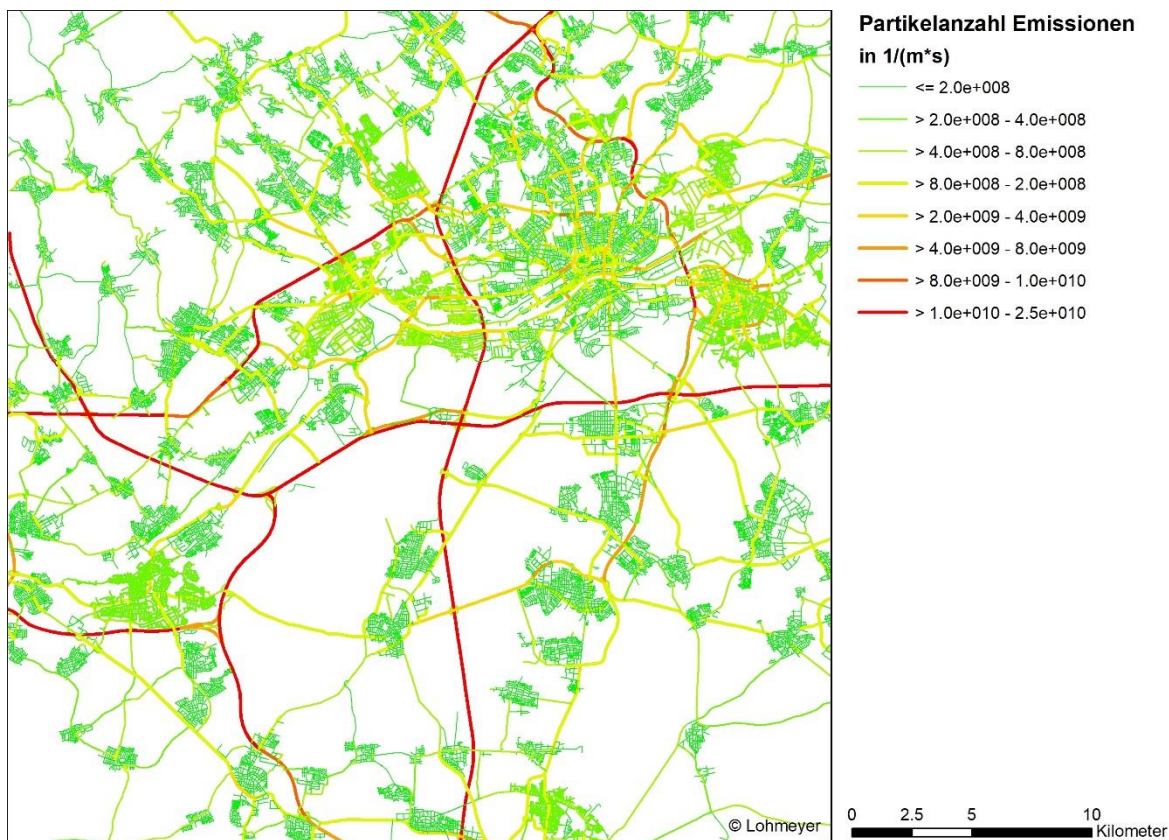 Partikelanzahl Emissionen
in 1/(m*s)
<= 2.0e+008
> 2.0e+008 - 4.0e+008
> 4.0e+008 - 8.0e+008
> 8.0e+008 - 2.0e+008
> 2.0e+009 - 4.0e+009
> 4.0e+009 - 8.0e+009
> 8.0e+009 - 1.0e+010
> 1.0e+010 - 2.5e+010
© Lohmeyer
0 2.5 5 10
Kilometer